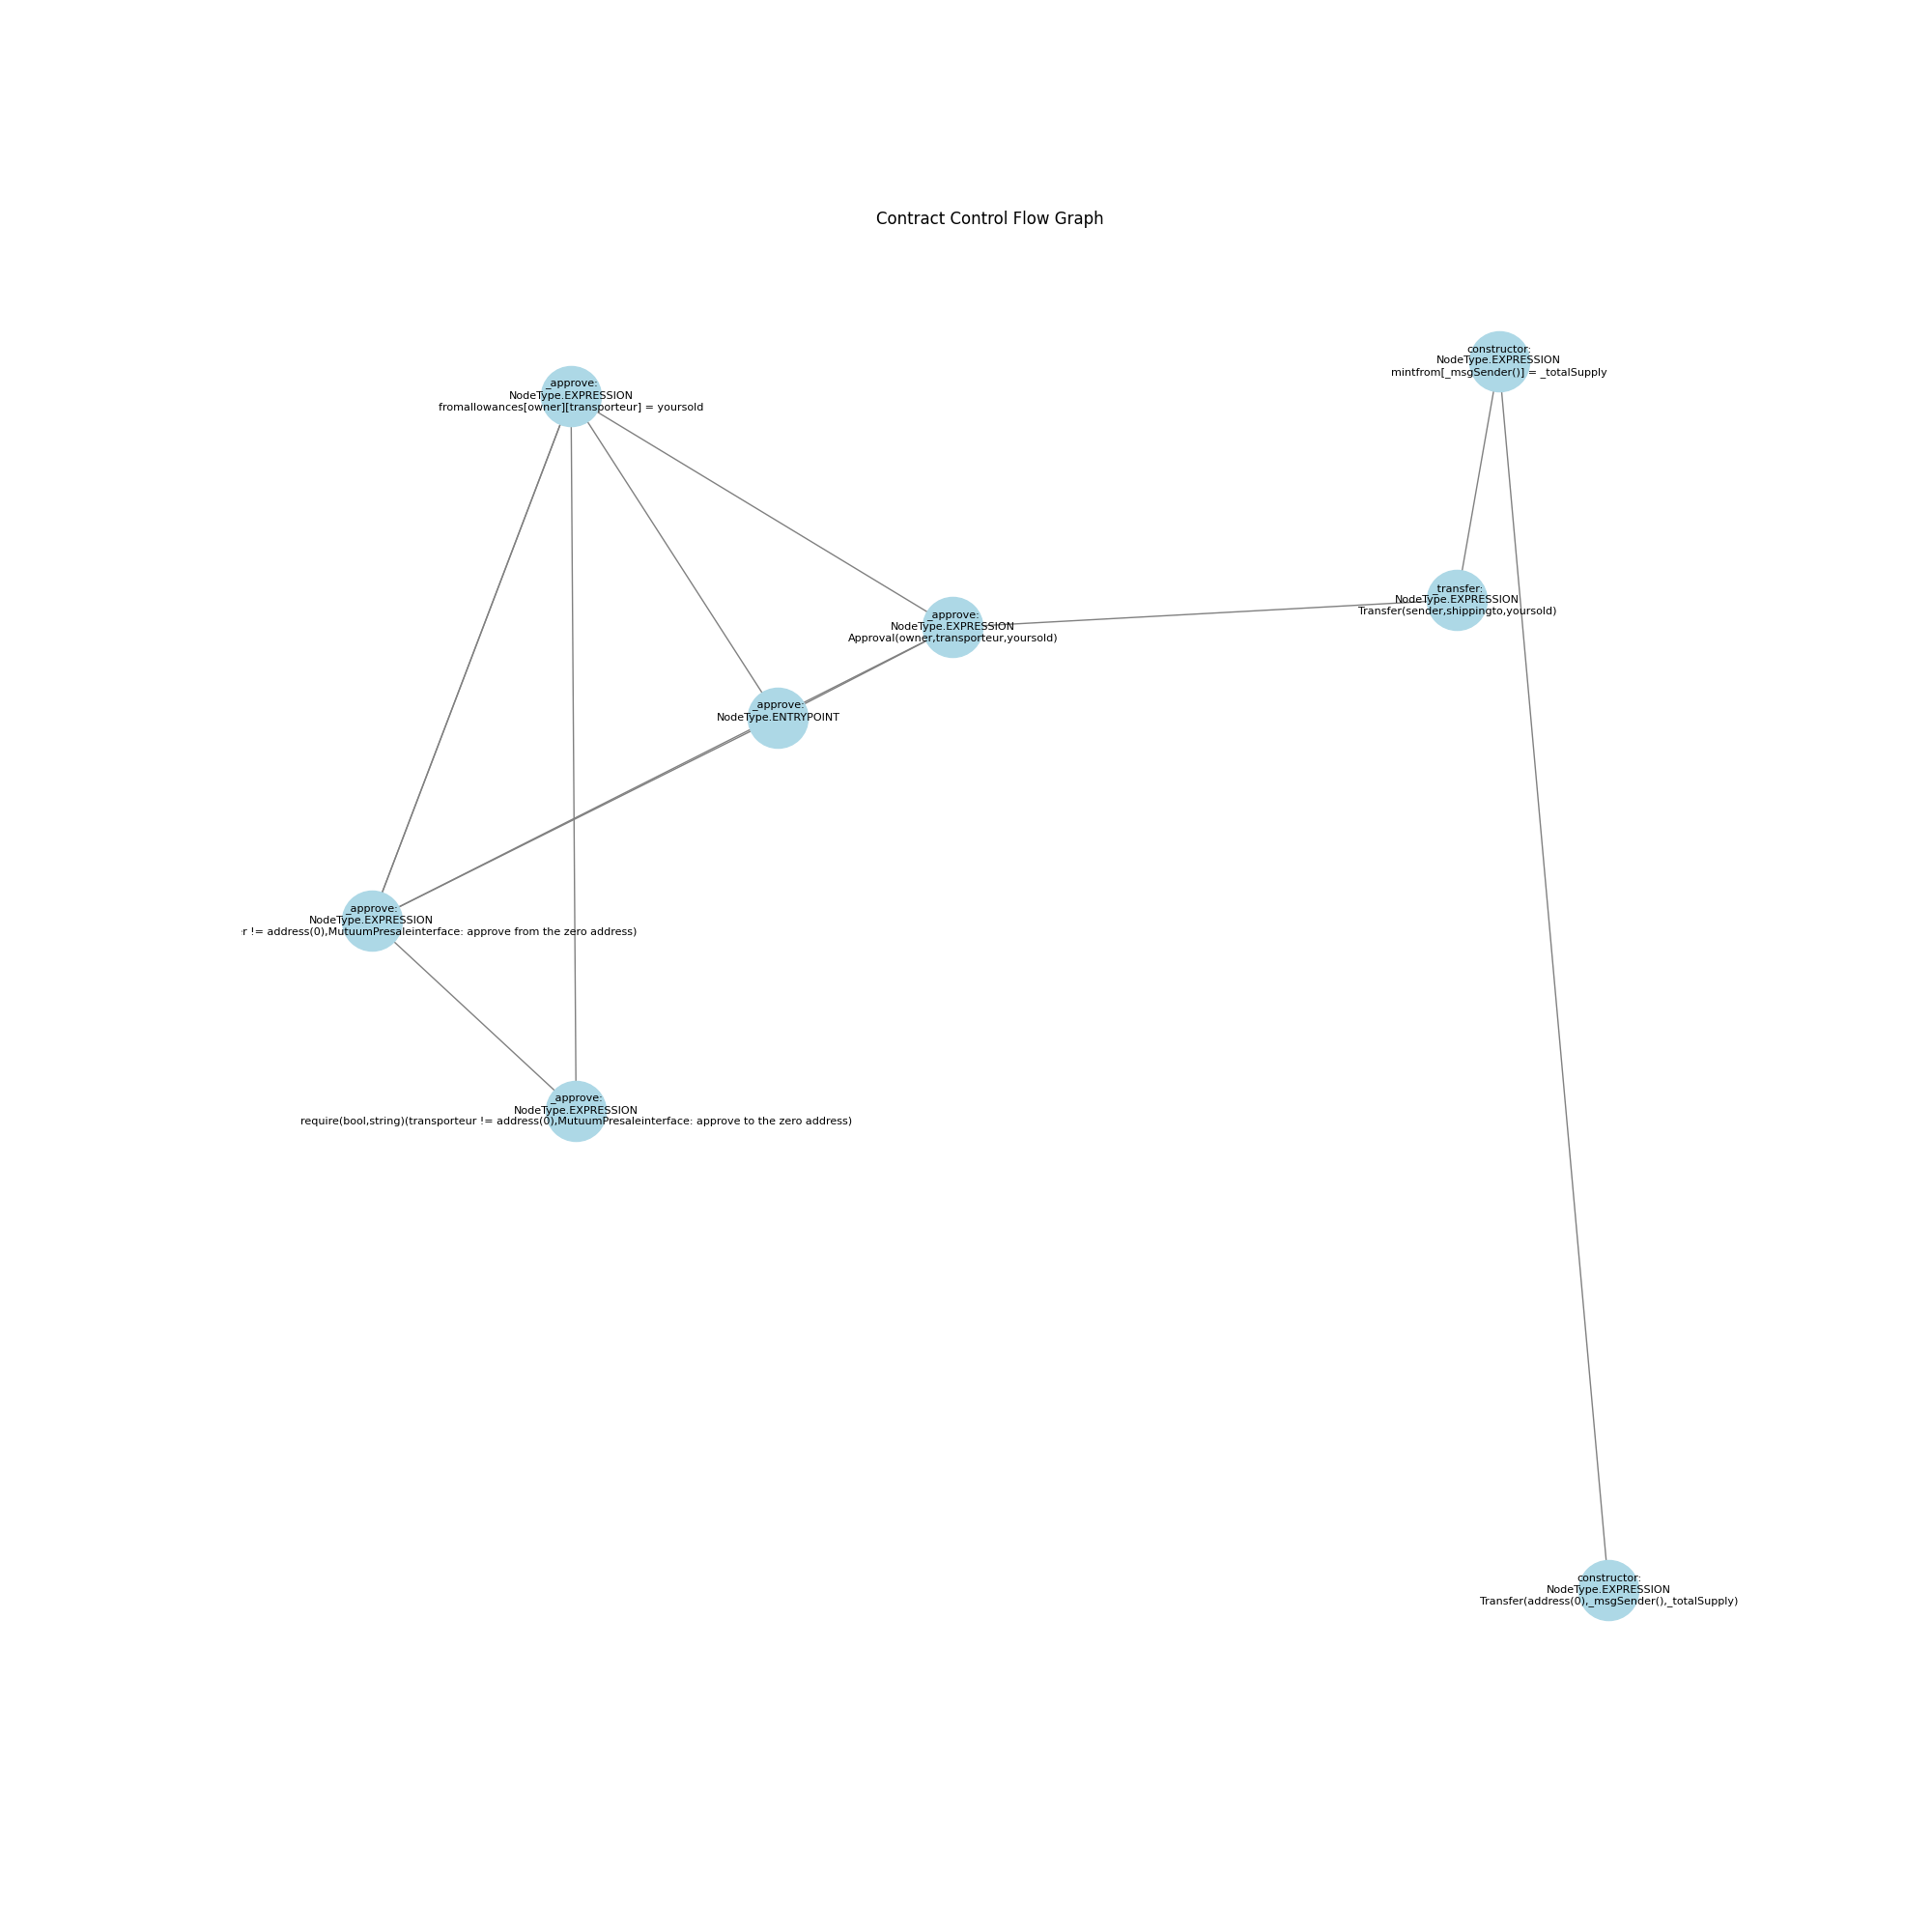 Contract Control Flow Graph
constructor:
NodeType.EXPRESSION
mintfrom[_msgSender()] = _totalSupply
_approve:
NodeType.EXPRESSION
fromallowances[owner][transporteur] = yoursold
_transfer:
NodeType.EXPRESSION
Transfer(sender,shippingto,yoursold)
_approve:
NodeType.EXPRESSION
Approval(owner,transporteur,yoursold)
_approve:
NodeType.ENTRYPOINT
_approve:
NodeType.EXPRESSION
r != address(0),MutuumPresaleinterface: approve from the zero address)
_approve:
NodeType.EXPRESSION
require(bool,string)(transporteur != address(0),MutuumPresaleinterface: approve to the zero address)
constructor:
NodeType.EXPRESSION
Transfer(address(0),_msgSender(),_totalSupply)